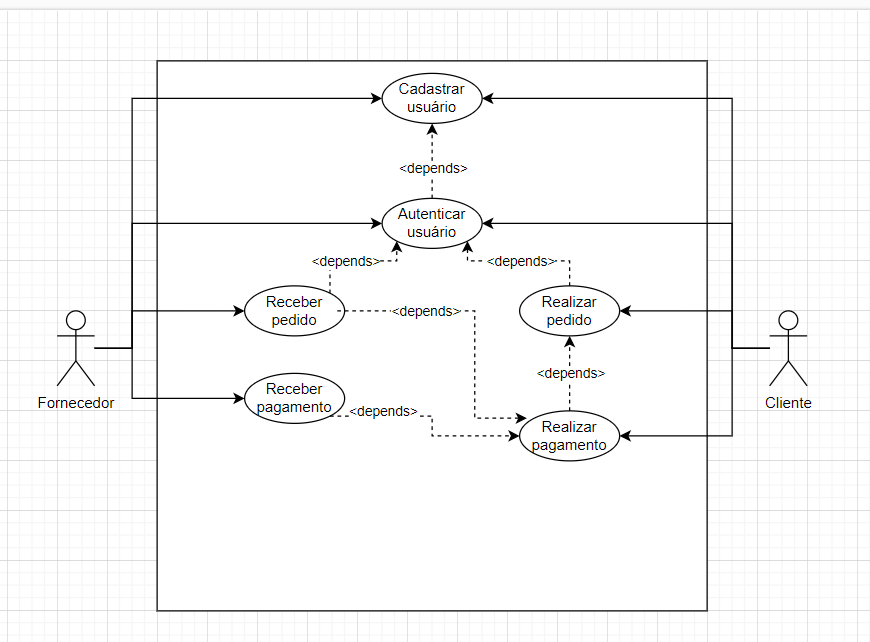 Cadastrar
usuário
<depends>
Autenticar
usuário
<depends>
<depends>
Receber
pedido
<depends>
Realizar
pedido
<depends>
Receber
pagamento
<depends>
Realizar
pagamento
Fornecedor
Cliente